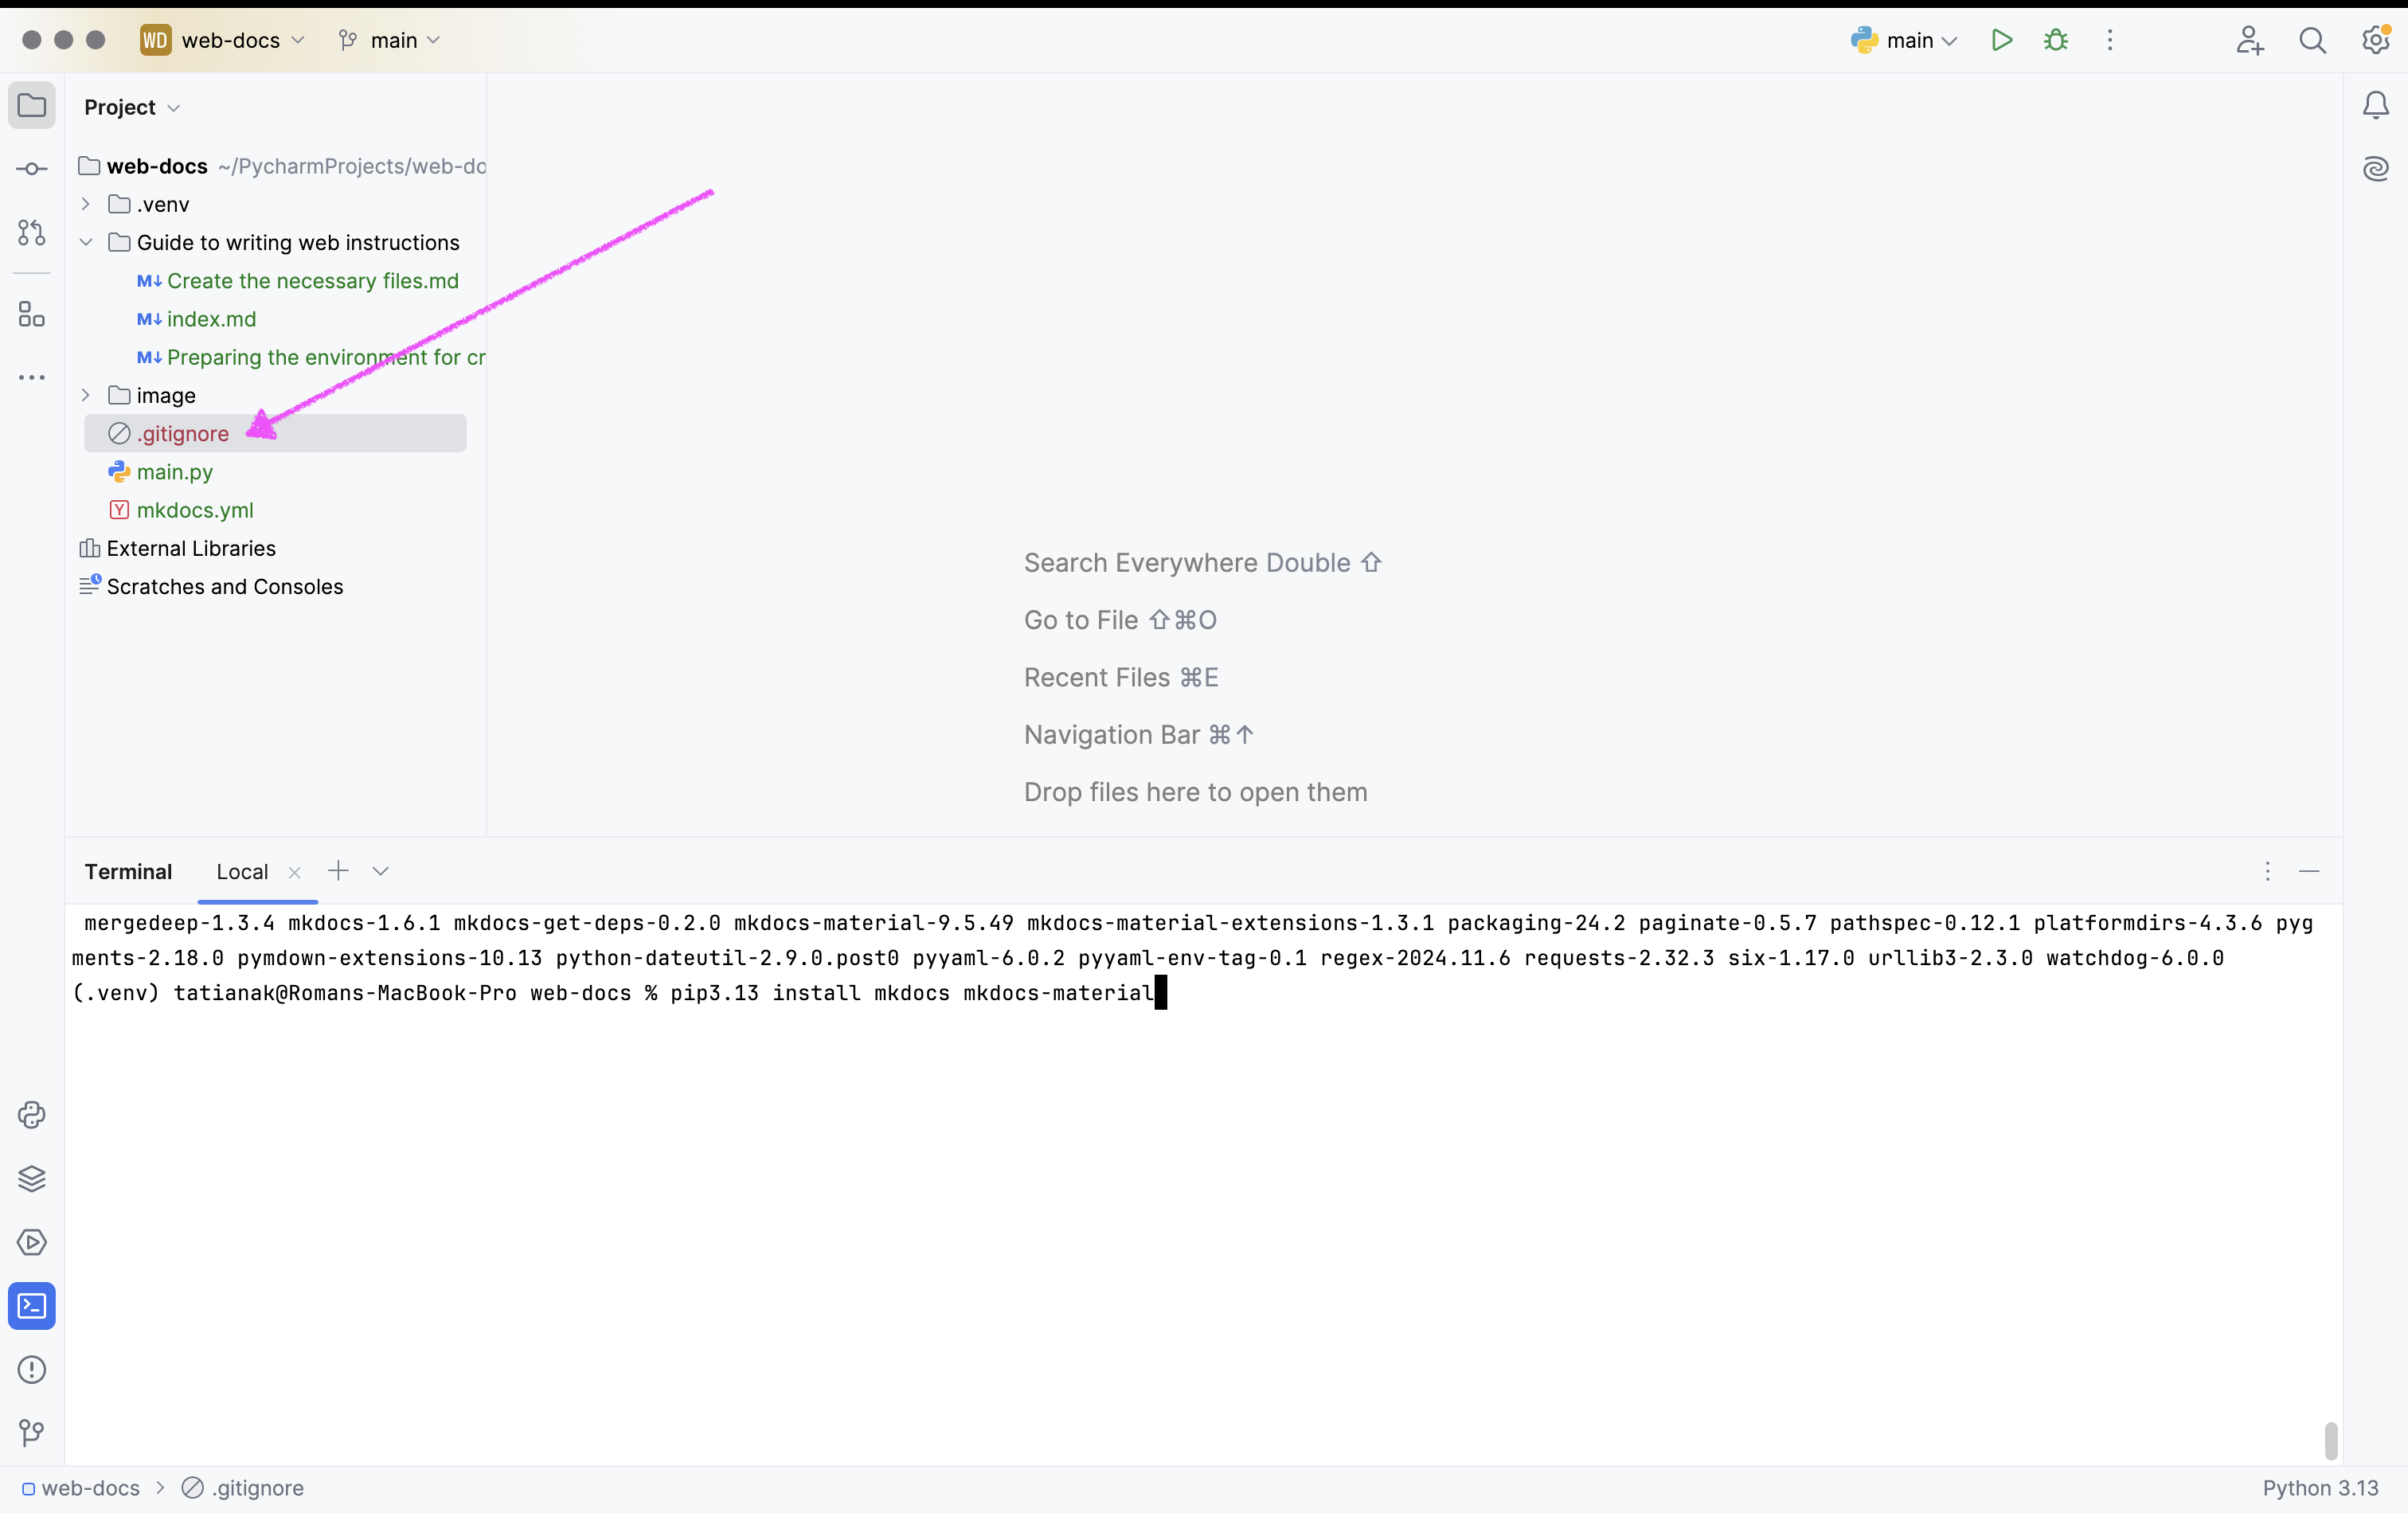 WD web-docs main main
Project
web-docs ~/PycharmProjects/web-do
.venv
Guide to writing web instructions
M↓ Create the necessary files.md
M↓ index.md
M↓ Preparing the environment for cr
image
.gitignore
main.py
Y mkdocs.yml
External Libraries
Scratches and Consoles
Search Everywhere Double ⇧
Go to File ⇧⌘O
Recent Files ⌘E
Navigation Bar ⌘↑
Drop files here to open them
Terminal Local
mergedeep-1.3.4 mkdocs-1.6.1 mkdocs-get-deps-0.2.0 mkdocs-material-9.5.49 mkdocs-material-extensions-1.3.1 packaging-24.2 paginate-0.5.7 pathspec-0.12.1 platformdirs-4.3.6 pyg
ments-2.18.0 pymdown-extensions-10.13 python-dateutil-2.9.0.post0 pyyaml-6.0.2 pyyaml-env-tag-0.1 regex-2024.11.6 requests-2.32.3 six-1.17.0 urllib3-2.3.0 watchdog-6.0.0
(.venv) tatianak@Romans-MacBook-Pro web-docs % pip3.13 install mkdocs mkdocs-material
web-docs > .gitignore Python 3.13